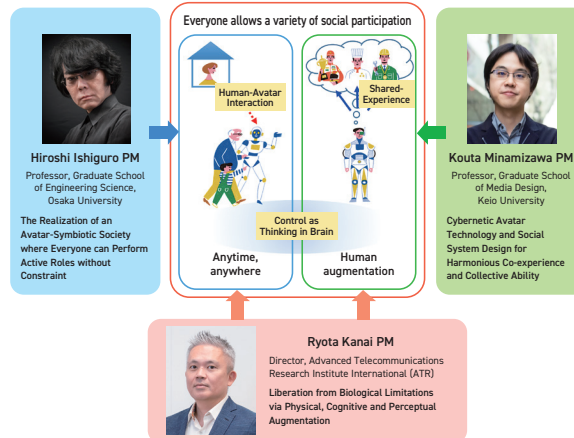 Everyone allows a variety of social participation
Human-Avatar
Interaction
Shared-
Experience
Control as
Thinking in Brain
Anytime,
anywhere
Human
augmentation
Hiroshi Ishiguro PM
Professor, Graduate School
of Engineering Science,
Osaka University
The Realization of an
Avatar-Symbiotic Society
where Everyone can Perform
Active Roles without
Constraint
Kouta Minamizawa PM
Professor, Graduate School
of Media Design,
Keio University
Cybernetic Avatar
Technology and Social
System Design for
Harmonious Co-experience
and Collective Ability
Ryota Kanai PM
Director, Advanced Telecommunications
Research Institute International (ATR)
Liberation from Biological Limitations
via Physical, Cognitive and Perceptual
Augmentation